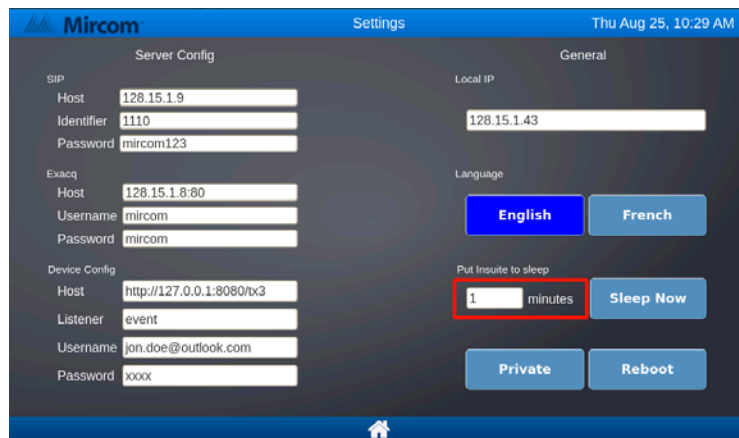 Mircom Settings Thu Aug 25, 10:29 AM
Server Config
SIP
Host 128.15.1.9
Identifier 1110
Password mircom123
Exacq
Host 128.15.1.8:80
Username mircom
Password mircom
Device Config
Host http://127.0.0.1:8080/tx3
Listener event
Username jon.doe@outlook.com
Password xxxx
General
Local IP
128.15.1.43
Language
English French
Put Insuite to sleep
1 minutes Sleep Now
Private Reboot